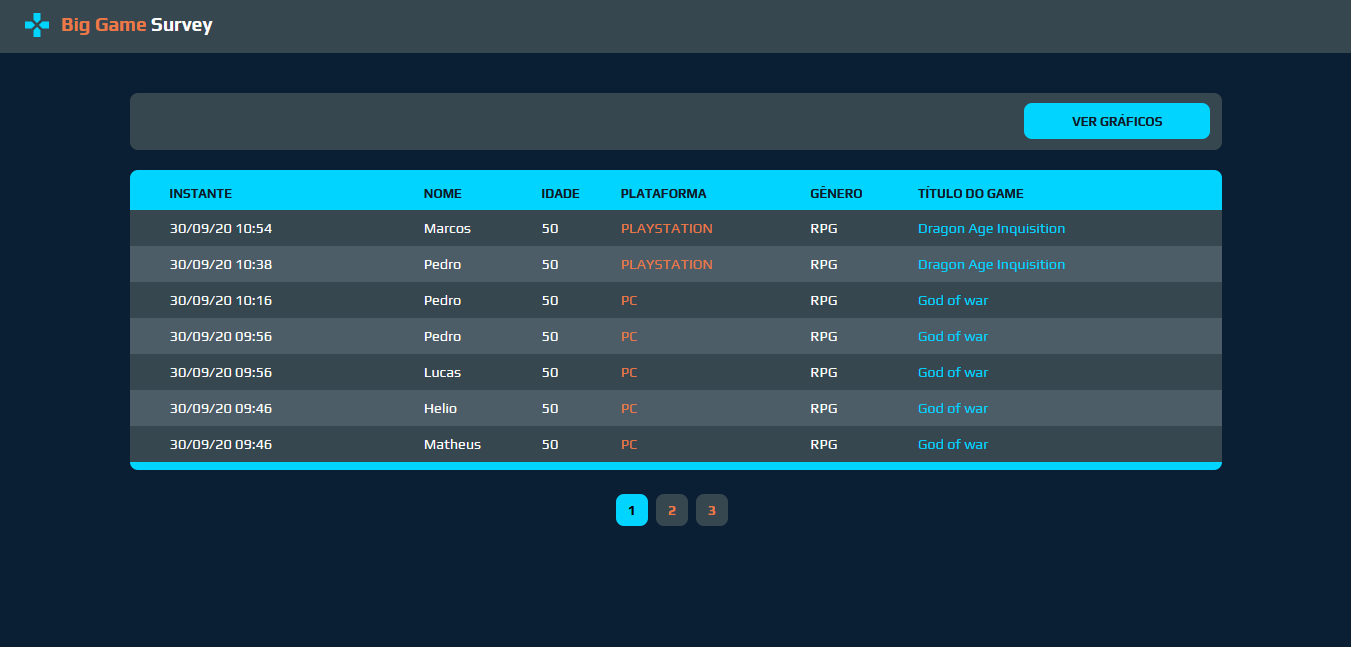 Big Game Survey
VER GRÁFICOS
INSTANTE NOME IDADE PLATAFORMA GÊNERO TÍTULO DO GAME
30/09/20 10:54 Marcos 50 PLAYSTATION RPG Dragon Age Inquisition
30/09/20 10:38 Pedro 50 PLAYSTATION RPG Dragon Age Inquisition
30/09/20 10:16 Pedro 50 PC RPG God of war
30/09/20 09:56 Pedro 50 PC RPG God of war
30/09/20 09:56 Lucas 50 PC RPG God of war
30/09/20 09:46 Helio 50 PC RPG God of war
30/09/20 09:46 Matheus 50 PC RPG God of war
1 2 3